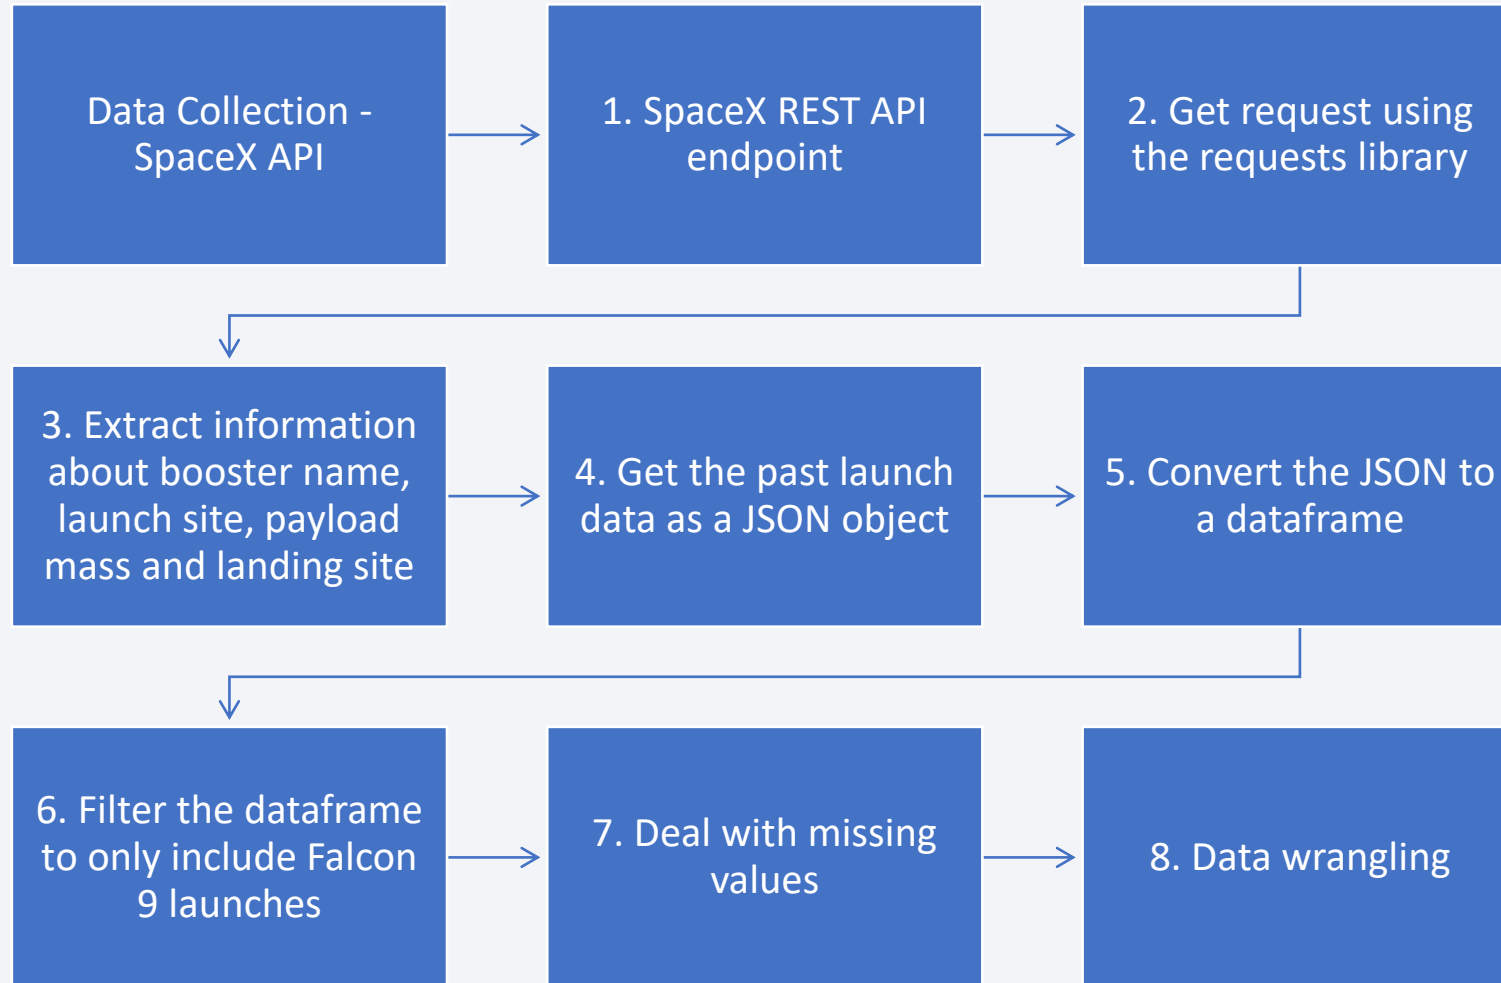 Data Collection -
SpaceX API
1. SpaceX REST API
endpoint
2. Get request using
the requests library
3. Extract information
about booster name,
launch site, payload
mass and landing site
4. Get the past launch
data as a JSON object
5. Convert the JSON to
a dataframe
6. Filter the dataframe
to only include Falcon
9 launches
7. Deal with missing
values
8. Data wrangling